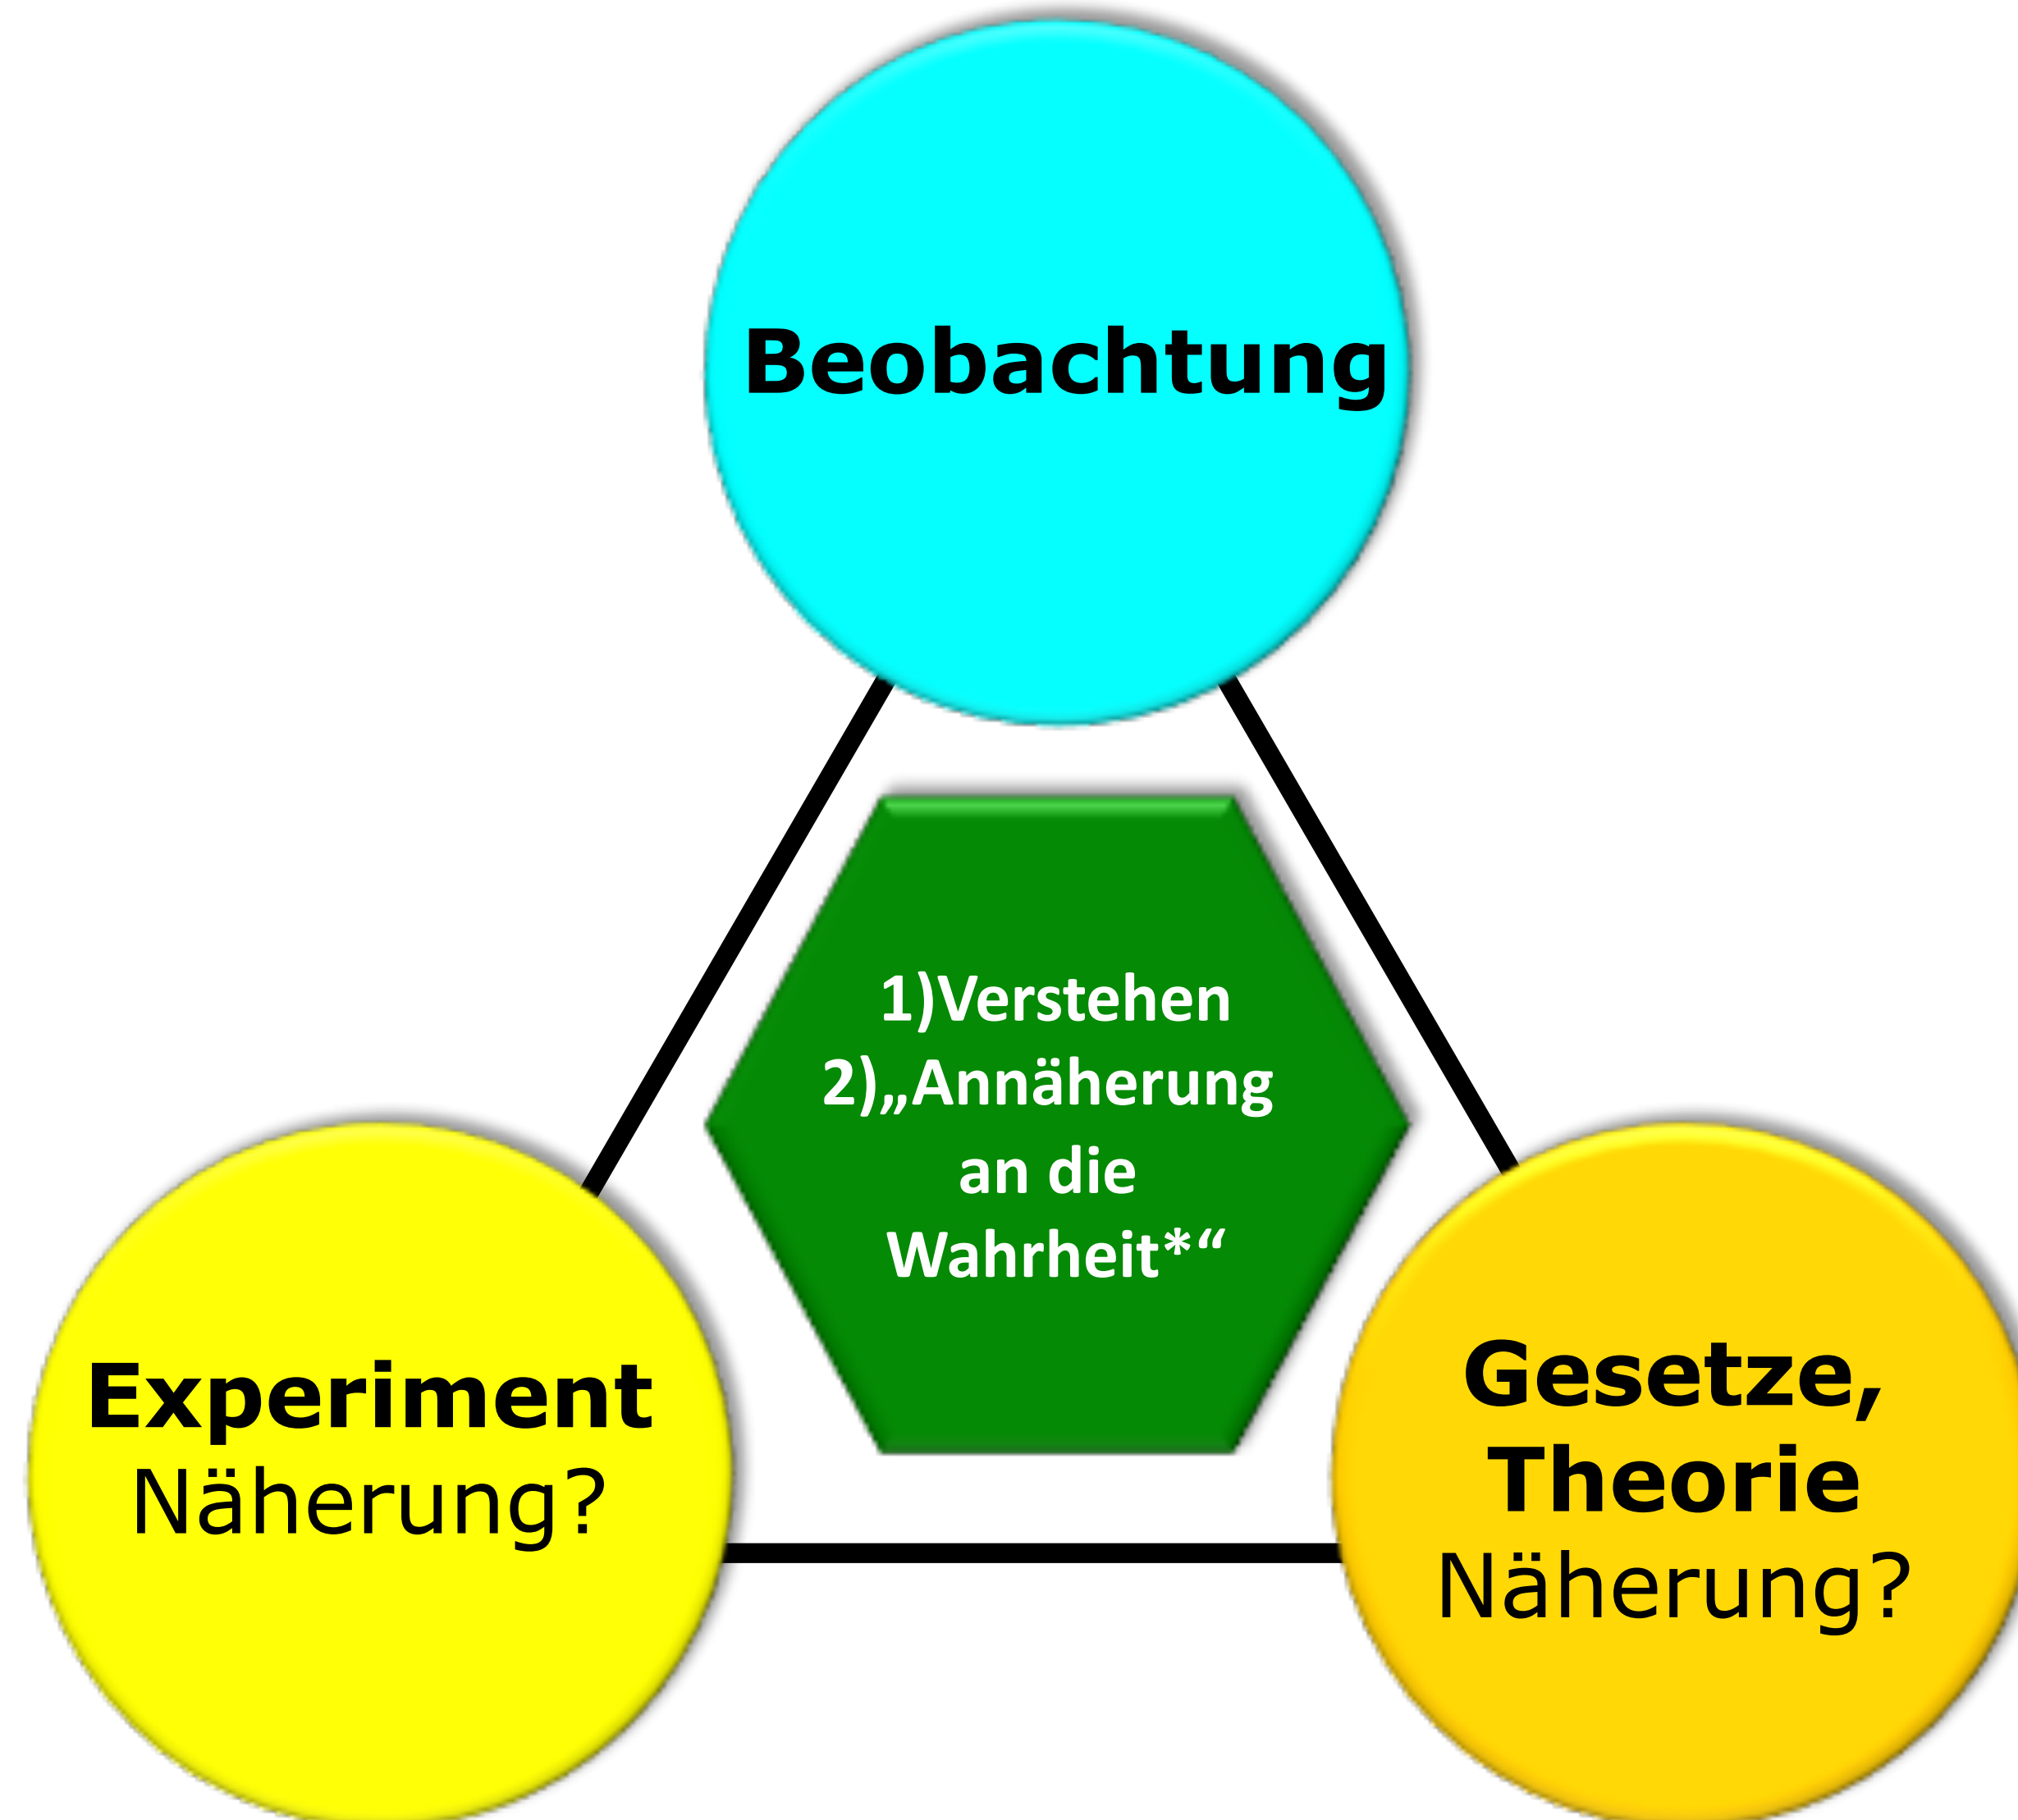 Beobachtung
1)Verstehen
2)„Annäherung
an die
Wahrheit*“
Experiment
Näherung?
Gesetze,
Theorie
Näherung?